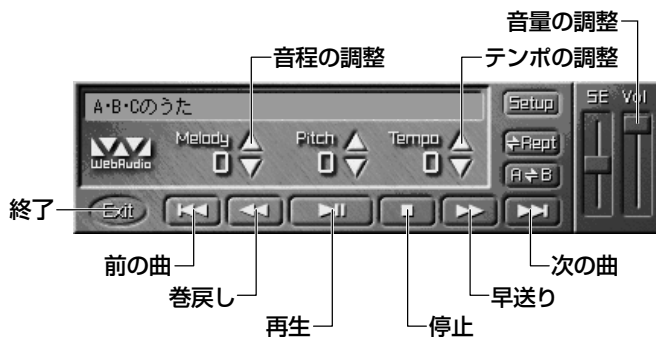 音量の調整
音程の調整
テンポの調整
A・B・Cのうた
Setup
SE Vol
Melody Pitch Tempo
0 0 0
WebAudio
Rept
A B
終了
Exit
前の曲
次の曲
巻戻し
早送り
再生
停止